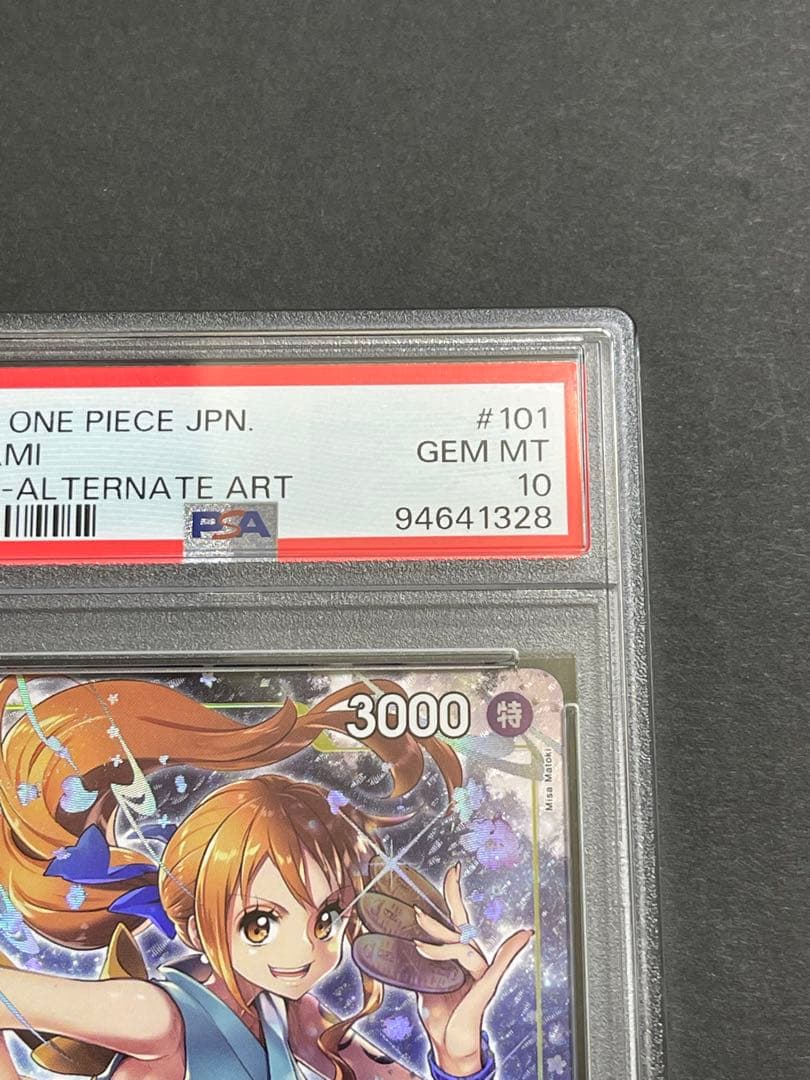 ONE PIECE JPN. #101
AMI GEM MT
-ALTERNATE ART 10
PSA 94641328
3000 特
Misa Matoki